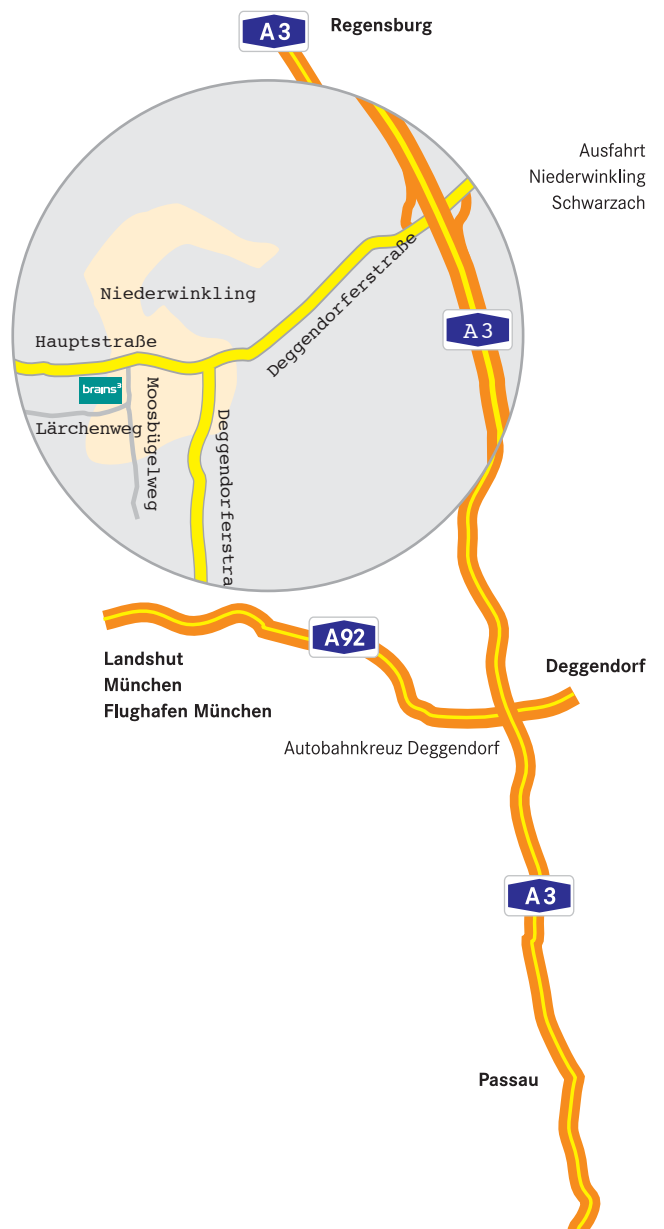 A3
Regensburg
Ausfahrt
Niederwinkling
Schwarzach
Deggendorferstraße
Niederwinkling
A3
Hauptstraße
brains³
Lärchenweg
Moosbügelweg
Deggendorferstra
A92
Landshut
München
Flughafen München
Deggendorf
Autobahnkreuz Deggendorf
A3
Passau